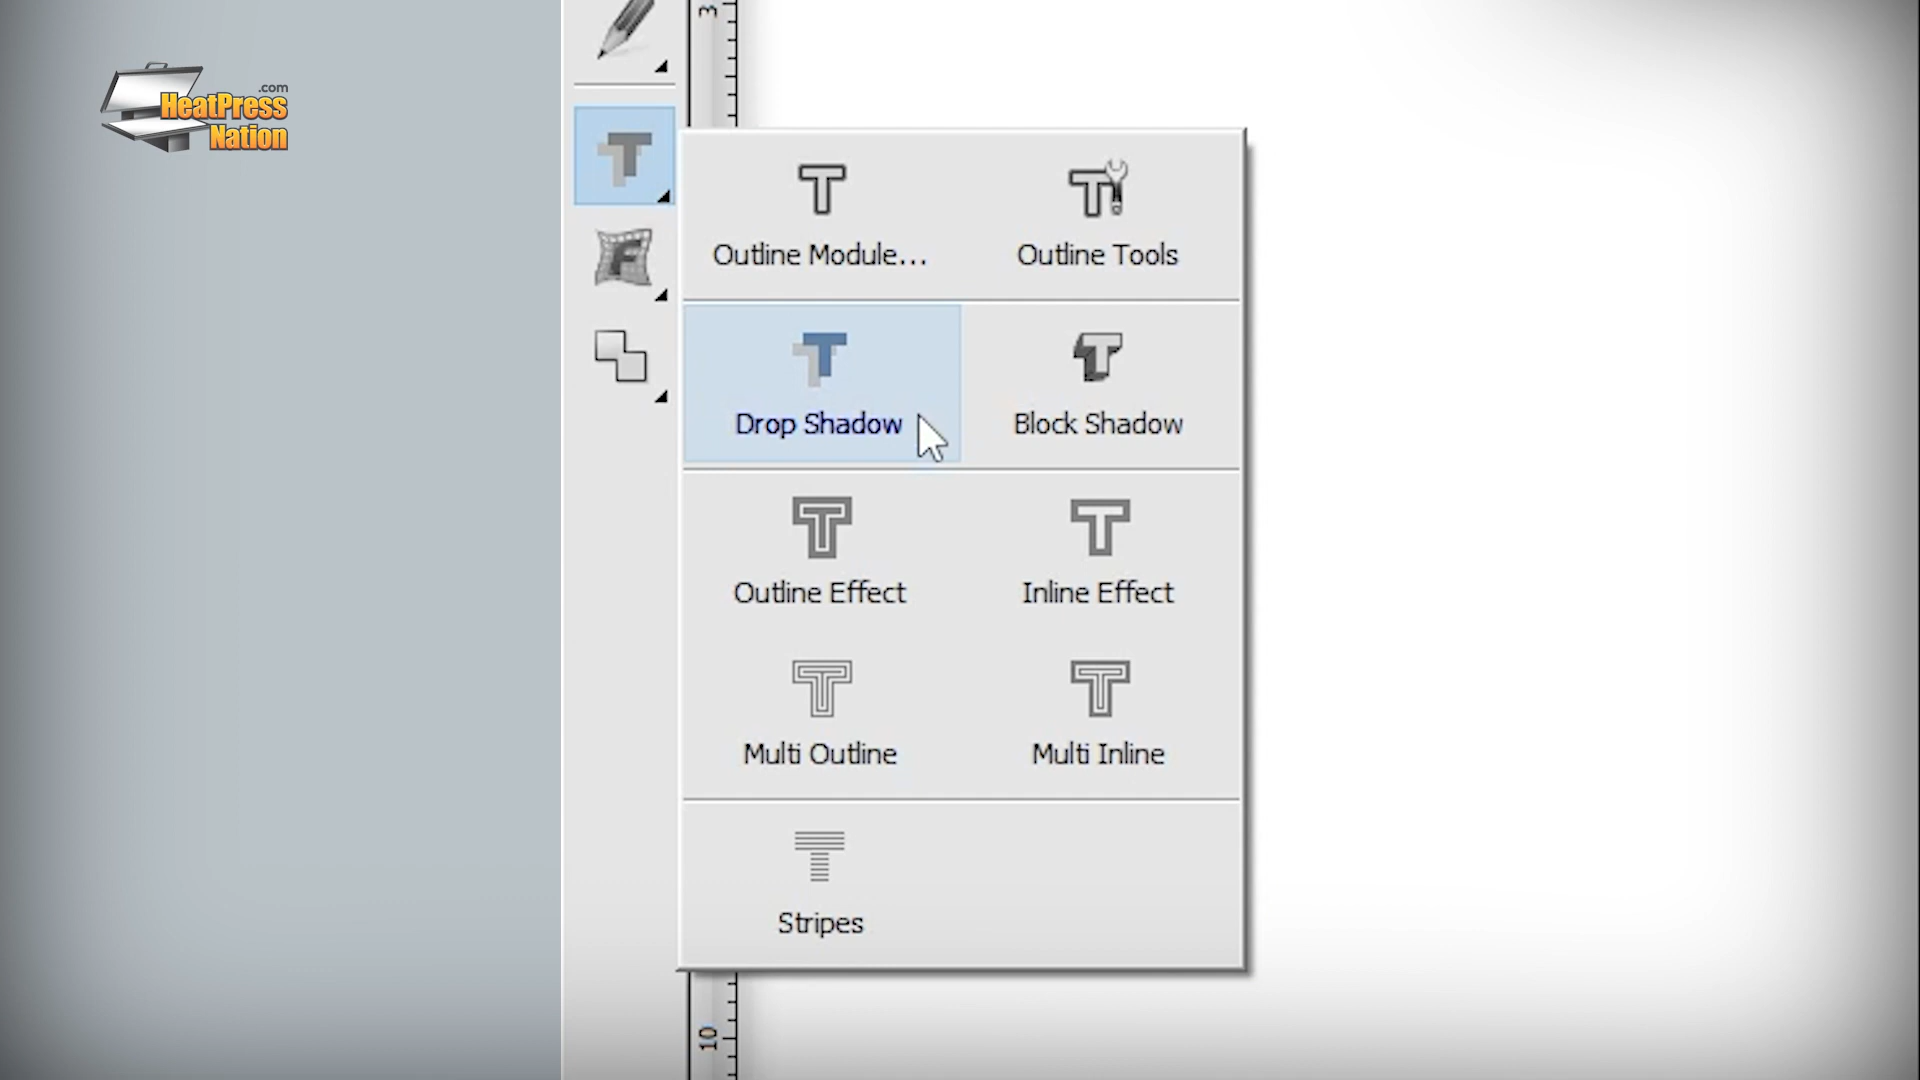 .com
HeatPress
Nation
3
Outline Module...
Outline Tools
Drop Shadow
Block Shadow
Outline Effect
Inline Effect
Multi Outline
Multi Inline
Stripes
10